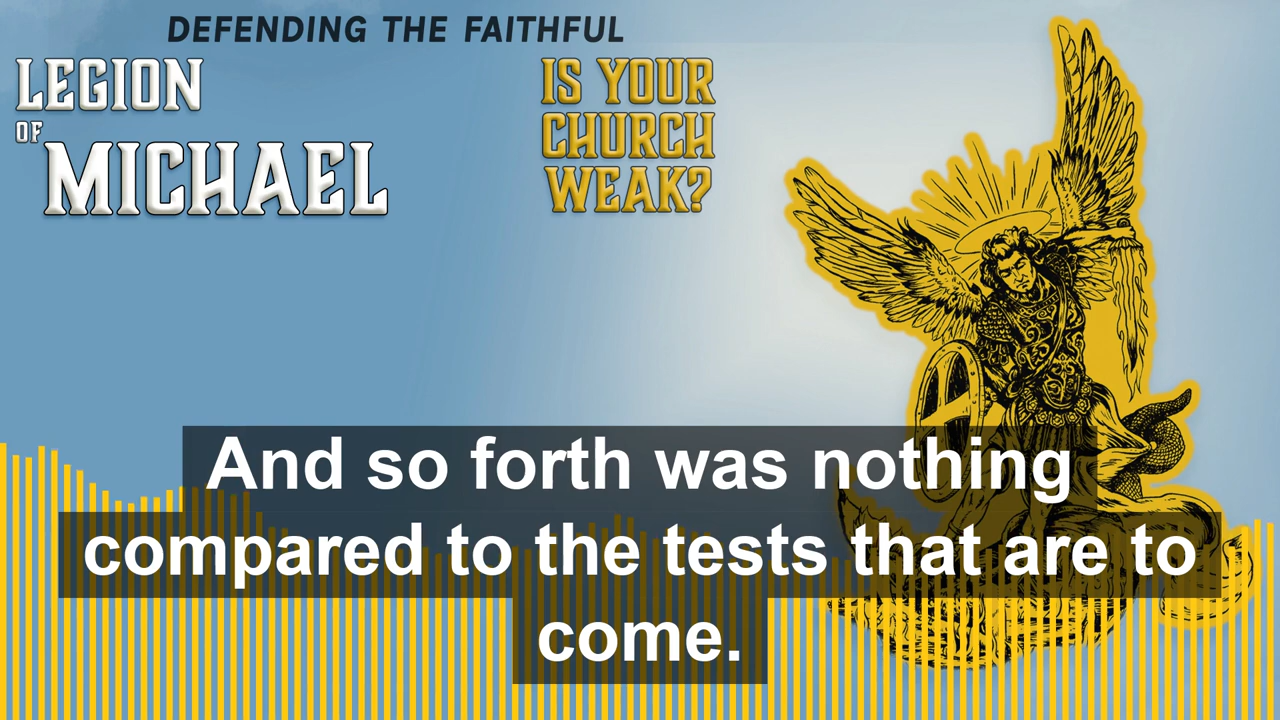 DEFENDING THE FAITHFUL
LEGION
OF
MICHAEL
IS YOUR
CHURCH
WEAK?
And so forth was nothing
compared to the tests that are to
come.